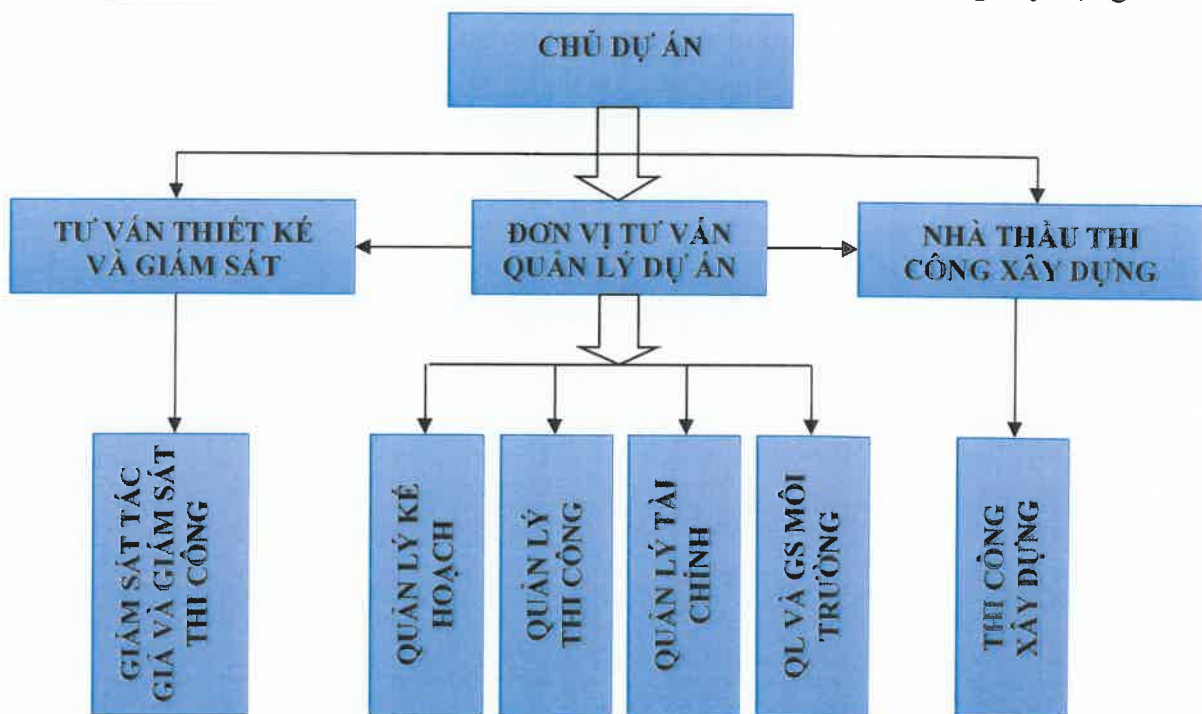 CHỦ DỰ ÁN
TƯ VẤN THIẾT KẾ
VÀ GIÁM SÁT
ĐƠN VỊ TƯ VẤN
QUẢN LÝ DỰ ÁN
NHÀ THẦU THI
CÔNG XÂY DỰNG
GIÁM SÁT TÁC
GIẢ VÀ GIÁM SÁT
THI CÔNG
QUẢN LÝ KẾ
HOẠCH
QUẢN LÝ
THI CÔNG
QUẢN LÝ TÀI
CHÍNH
QL VÀ GS MÔI
TRƯỜNG
THI CÔNG
XÂY DỰNG